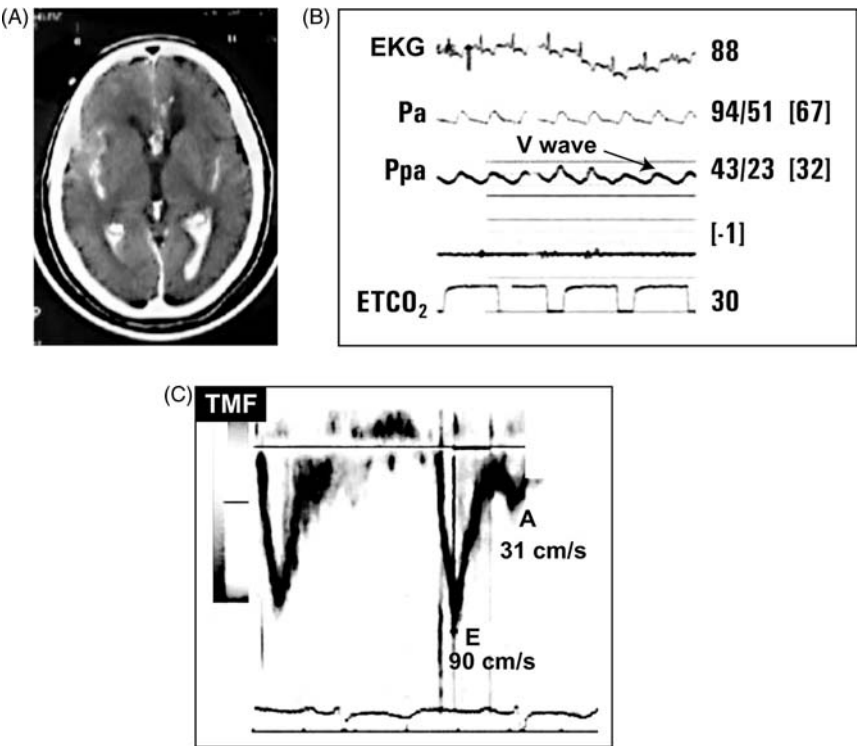 (A)
(B)
EKG 88
Pa 94/51 [67]
V wave
Ppa 43/23 [32]
[-1]
ETCO₂ 30
(C)
TMF
A
31 cm/s
E
90 cm/s